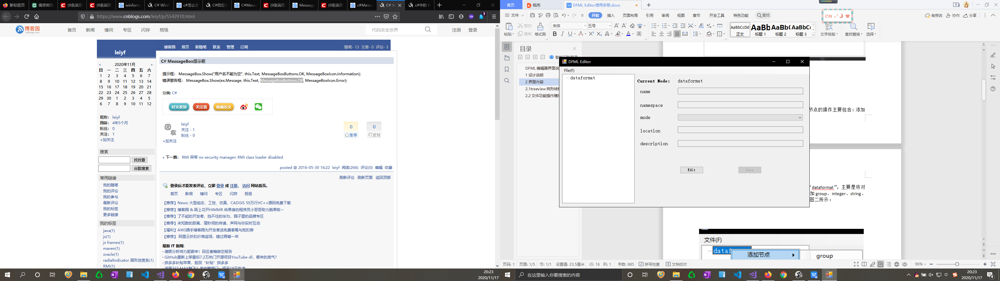 新标签页 南京师范 (9条消息 (9条消息 winform C# WinF c#怎么使 C#自定义 C#Messa (9条消息 Message (9条消息 c#Messa C# M c#中的 M
https://www.cnblogs.com/leiyf/p/5542910.html
博客园
cnblogs.com
首页 新闻 博问 专区 闪存 班级
代码改变世界
注册 登录
leiyf
博客园 首页 新随笔 联系 管理 订阅
随笔- 13 文章- 0 评论- 3
< 2020年11月 >
日 一 二 三 四 五 六
1 2 3 4 5 6 7
8 9 10 11 12 13 14
15 16 17 18 19 20 21
22 23 24 25 26 27 28
29 30 1 2 3 4 5
6 7 8 9 10 11 12
昵称: leiyf
园龄: 4年5个月
粉丝: 0
关注: 1
+加关注
搜索
找找看
谷歌搜索
常用链接
我的随笔
我的评论
我的参与
最新评论
我的标签
更多链接
我的标签
java(1)
js(1)
js frames(1)
maven(1)
oracle(1)
radialIndicator 圆形进度条(1)
RMI(1)
C# MessageBox提示框
提示框: MessageBox.Show("用户名不能为空", this.Text, MessageBoxButtons.OK, MessageBoxIcon.Information);
错误警告框: MessageBox.Show(ex.Message, this.Text, MessageBoxButtons.OK, MessageBoxIcon.Error);
分类: C#
好文要顶 关注我 收藏该文
leiyf
关注 - 1
粉丝 - 0
+加关注
0 0
推荐 反对
» 下一篇: RMI 异常 no security manager: RMI class loader disabled
posted @ 2016-05-30 16:22 leiyf 阅读(266) 评论(0) 编辑 收藏
刷新评论 刷新页面 返回顶部
登录后才能发表评论, 立即 登录 或 注册, 访问 网站首页。
首页 新闻 博问 专区 闪存 班级
【推荐】News: 大型组态、工控、仿真、CADGIS 50万行VC++源码免费下载
【推荐】博客园 & 陌上花开HIMMR 给单身的程序员小哥哥助力脱单啦~
【推荐】了不起的开发者, 挡不住的华为, 园子里的品牌专区
【推荐】未知数的距离, 毫秒间的传递, 声网与你实时互动
【福利】AWS携手博客园为开发者送免费套餐与抵扣券
【推荐】 阿里云折扣价格返场, 错过再等一年
最新 IT 新闻:
· 德银分析师力挺蔚来! 回应香橼做空报告
· GitHub重新上架星标7.2万热门开源项目YouTube-dl, 哪来的底气?
· 拼多多补贴苹果, 股民"补贴"拼多多
20:23
2020/11/17
首页 稻壳 DFML Editor使用手册.docx
文件 开始 插入 页面布局 引用 审阅 视图 章节 开发工具 特色功能 查找
有修改 协作 分享
CN
粘贴 剪切 复制 格式刷
宋体 五号
AaBbCcDd AaBb AaBb( AaBbC
正文 标题 1 标题 2 标题 3
文字排版 查找替换 选择
目录
DFML 编辑器界面说
1 设计说明
2 界面内容
2.1treeview 树形结构
2.2 文件功能操作模块
DFML Editor
File(F)
dataformat
Current Node: dataformat
name
namespace
mode
location
description
Edit Save
节点的操作主要包含: 添加
"dataformat", 主要是将对
加 group、integer、string、
图二所示:
文件(F)
dataf
添加节点
group
页码: 1 页面: 1/5 节: 1/1 设置值: 23.5厘米 行: 16 列: 1 字数: 885 拼写检查 文档校对
96%
在这里输入你要搜索的内容
中
20:23
2020/11/17
4